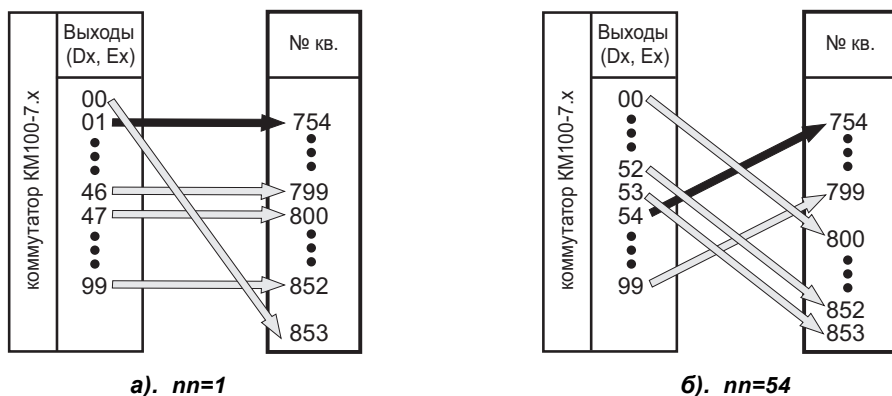 коммутатор КМ100-7.х
Выходы
(Dx, Ex)
№ кв.
00
01
754
46
799
47
800
99
852
853
а). nn=1
коммутатор КМ100-7.х
Выходы
(Dx, Ex)
№ кв.
00
754
52
53
799
54
800
99
852
853
б). nn=54